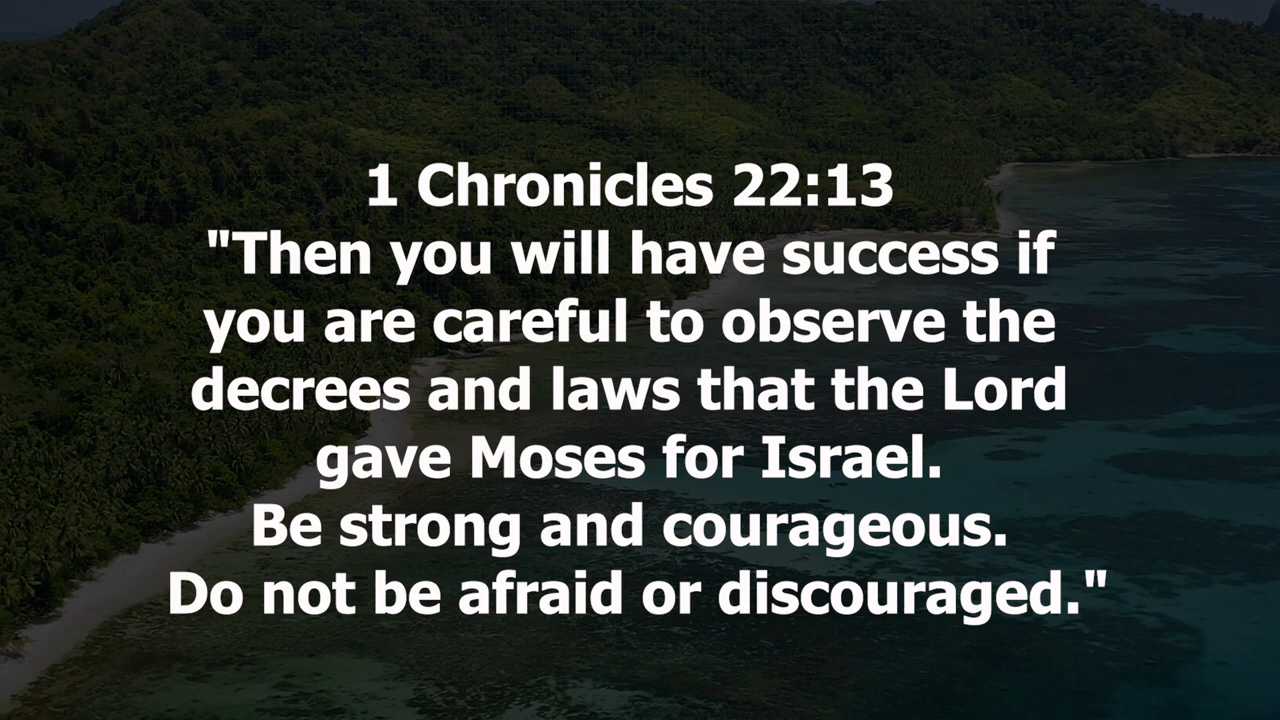 1 Chronicles 22:13
"Then you will have success if
you are careful to observe the
decrees and laws that the Lord
gave Moses for Israel.
Be strong and courageous.
Do not be afraid or discouraged."